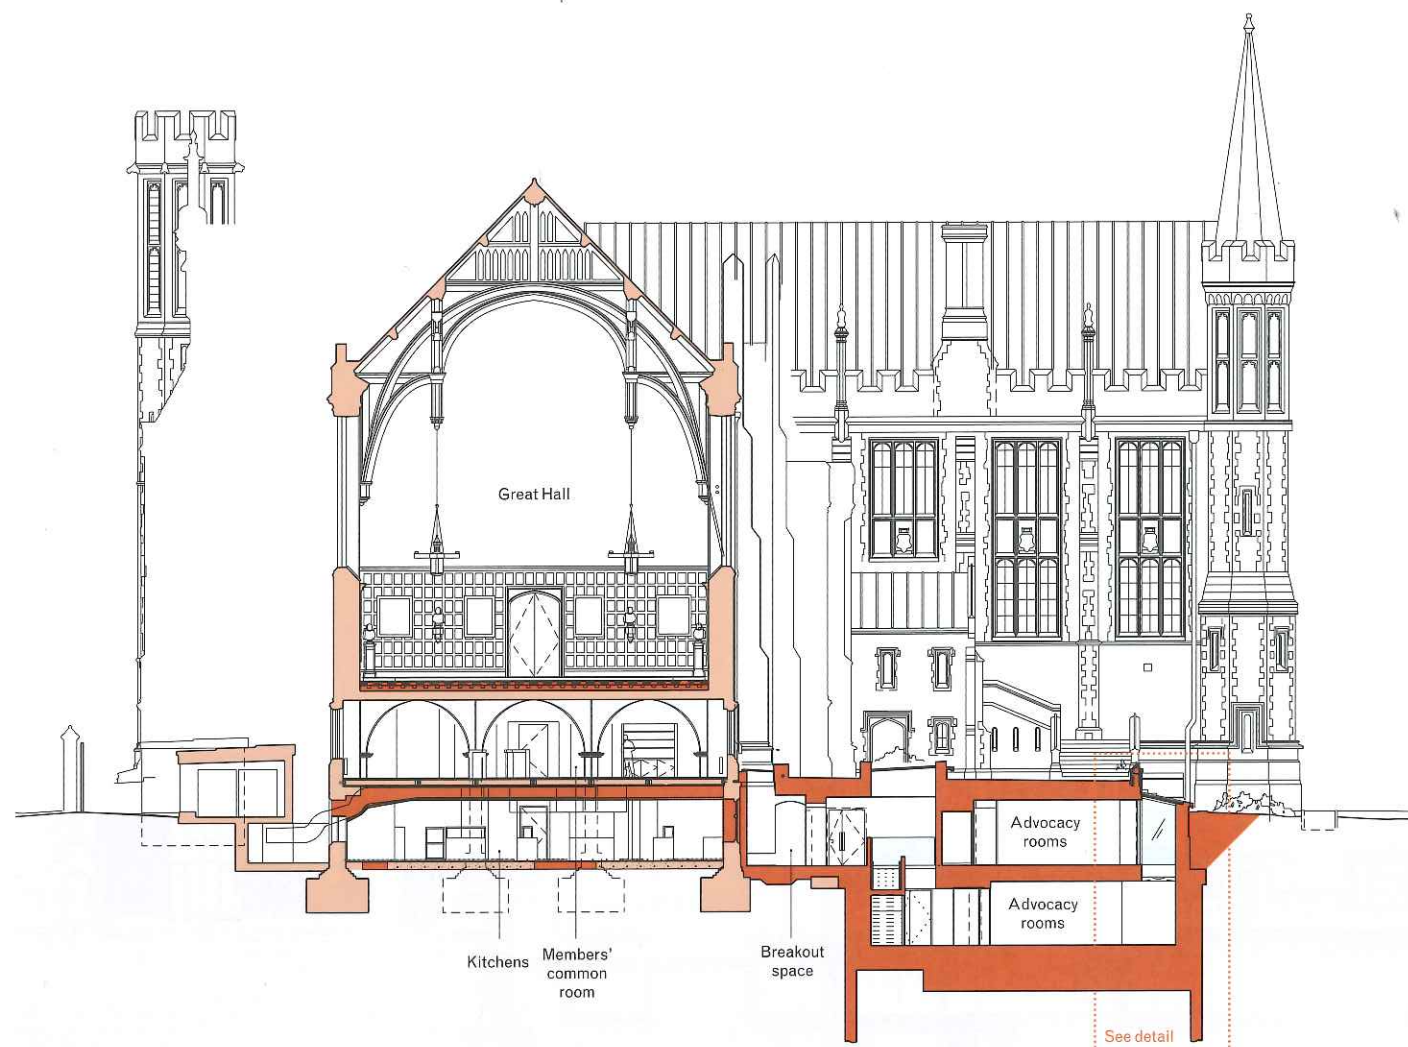 Great Hall
Advocacy
rooms
Advocacy
rooms
Kitchens
Members'
common
room
Breakout
space
See detail